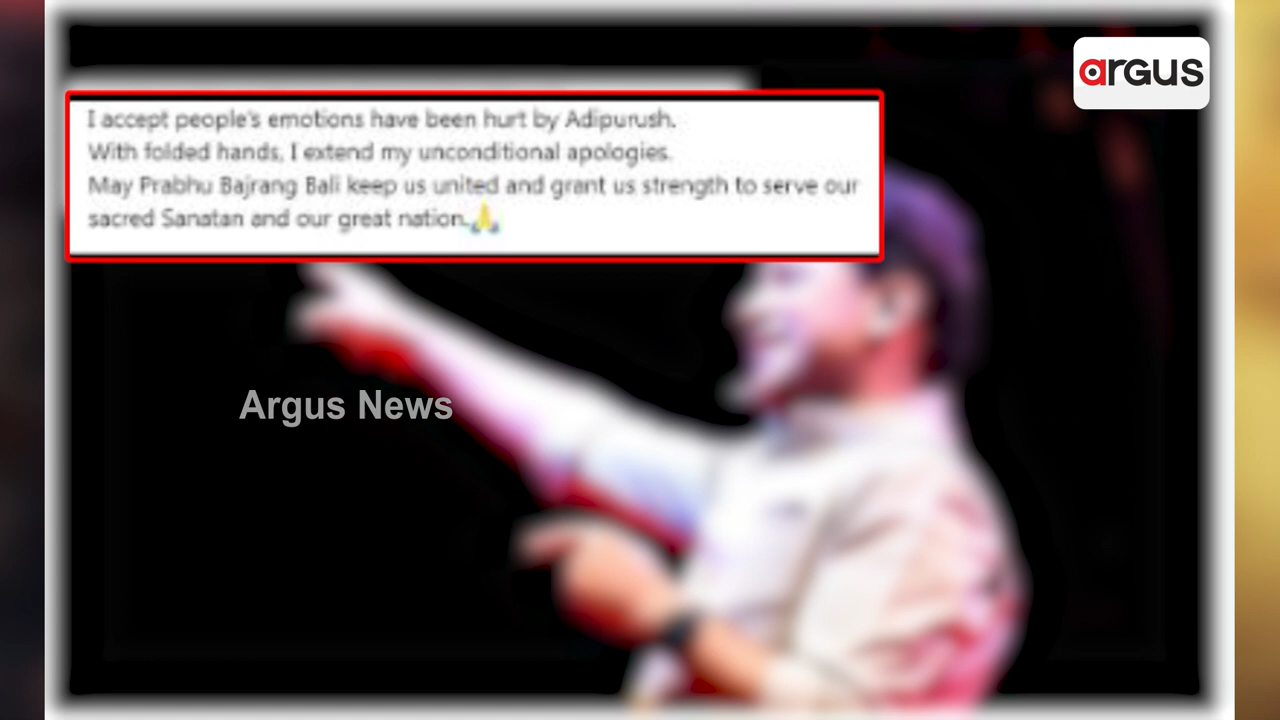 argus
I accept people's emotions have been hurt by Adipurush.
With folded hands, I extend my unconditional apologies.
May Prabhu Bajrang Bali keep us united and grant us strength to serve our
sacred Sanatan and our great nation.🙏
Argus News